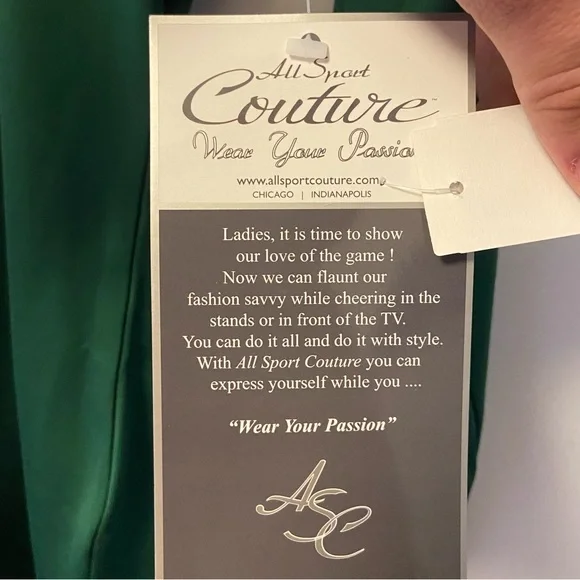 All Sport
Couture™
Wear Your Passion
www.allsportcouture.com
CHICAGO | INDIANAPOLIS
Ladies, it is time to show
our love of the game !
Now we can flaunt our
fashion savvy while cheering in the
stands or in front of the TV.
You can do it all and do it with style.
With All Sport Couture you can
express yourself while you ....
“Wear Your Passion”
ASC